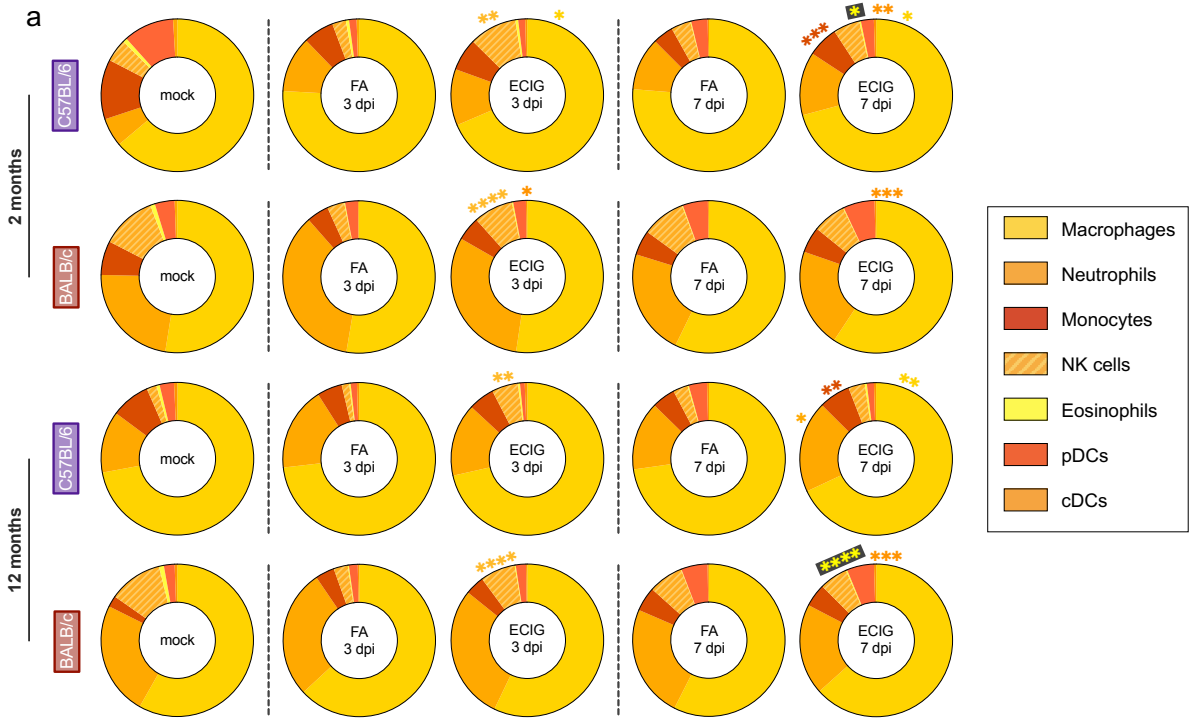 a
2 months
C57BL/6
mock
FA
3 dpi
**
*
ECIG
3 dpi
FA
7 dpi
***
*
**
*
ECIG
7 dpi
BALB/c
mock
FA
3 dpi
****
*
ECIG
3 dpi
FA
7 dpi
***
ECIG
7 dpi
12 months
C57BL/6
mock
FA
3 dpi
**
ECIG
3 dpi
FA
7 dpi
*
**
**
ECIG
7 dpi
BALB/c
mock
FA
3 dpi
****
ECIG
3 dpi
FA
7 dpi
****
***
ECIG
7 dpi
Macrophages
Neutrophils
Monocytes
NK cells
Eosinophils
pDCs
cDCs